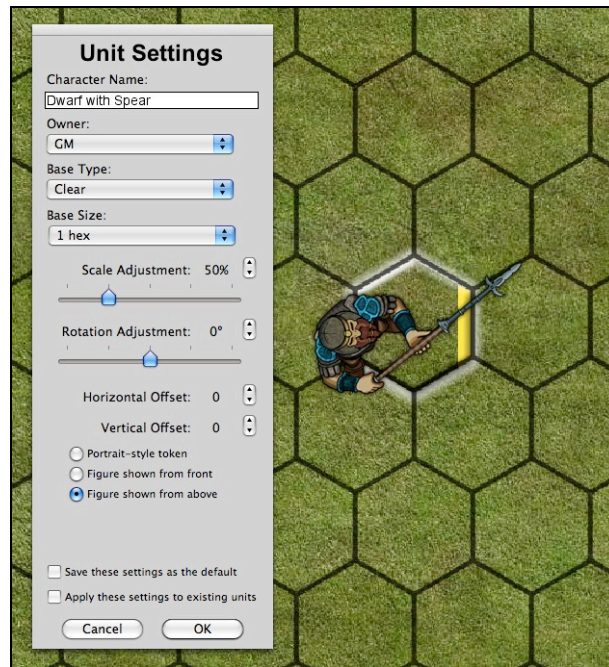 Unit Settings
Character Name:
Dwarf with Spear
Owner:
GM
Base Type:
Clear
Base Size:
1 hex
Scale Adjustment: 50%
Rotation Adjustment: 0°
Horizontal Offset: 0
Vertical Offset: 0
Portrait-style token
Figure shown from front
Figure shown from above
Save these settings as the default
Apply these settings to existing units
Cancel OK